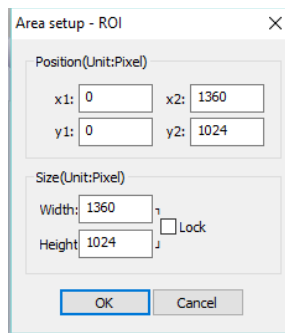 Area setup - ROI
Position(Unit:Pixel)
x1: 0 x2: 1360
y1: 0 y2: 1024
Size(Unit:Pixel)
Width: 1360
Lock
Height 1024
OK Cancel